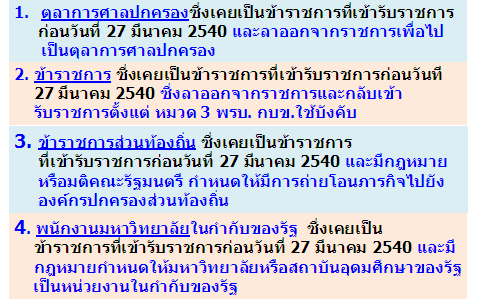 1. ตุลาการศาลปกครองซึ่งเคยเป็นข้าราชการที่เข้ารับราชการ
ก่อนวันที่ 27 มีนาคม 2540 และลาออกจากราชการเพื่อไป
เป็นตุลาการศาลปกครอง
2. ข้าราชการ ซึ่งเคยเป็นข้าราชการที่เข้ารับราชการก่อนวันที่
27 มีนาคม 2540 ซึ่งลาออกจากราชการและกลับเข้า
รับราชการตั้งแต่ หมวด 3 พรบ. กบข.ใช้บังคับ
3. ข้าราชการส่วนท้องถิ่น ซึ่งเคยเป็นข้าราชการ
ที่เข้ารับราชการก่อนวันที่ 27 มีนาคม 2540 และมีกฎหมาย
หรือมติคณะรัฐมนตรี กำหนดให้มีการถ่ายโอนภารกิจไปยัง
องค์กรปกครองส่วนท้องถิ่น
4. พนักงานมหาวิทยาลัยในกำกับของรัฐ ซึ่งเคยเป็น
ข้าราชการที่เข้ารับราชการก่อนวันที่ 27 มีนาคม 2540 และมี
กฎหมายกำหนดให้มหาวิทยาลัยหรือสถาบันอุดมศึกษาของรัฐ
เป็นหน่วยงานในกำกับของรัฐ